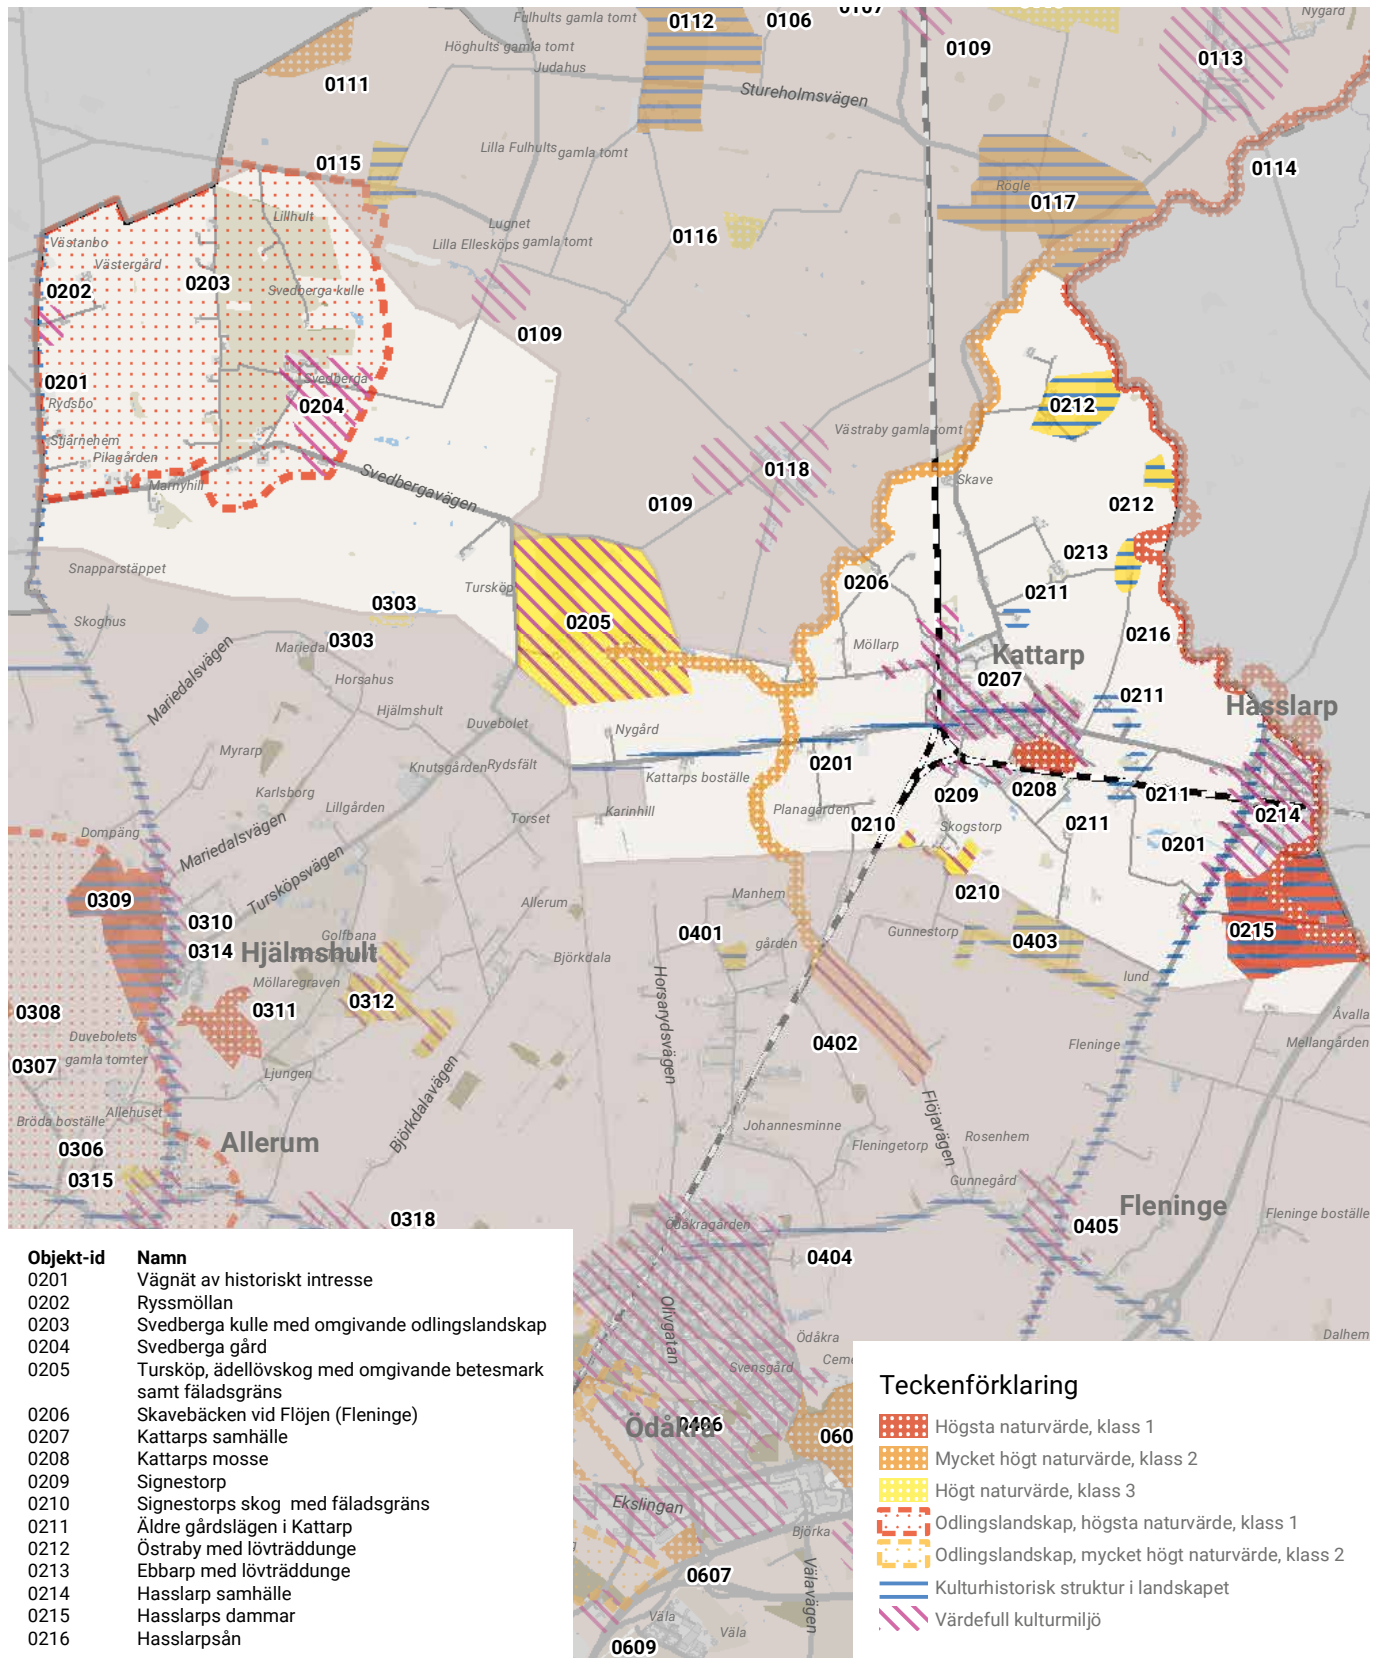 Fulhults gamla tomt
0112
0106
Nygård
Höghults gamla tomt
0109
0113
Judahus
0111
Stureholmsvägen
Lilla Fulhults gamla tomt
0115
0114
Rögle
0117
Lillhult
Lugnet
Västanbo
Lilla Ellesköps gamla tomt
0116
Västergård
0203
0202
Svedberga kulle
0109
0201
Svedberga
Rydsbo
0204
0212
Stjärnehem
Västraby gamla tomt
Pilagården
0118
Marnyhill
Svedbergavägen
Skave
0109
0212
0213
Snapparstäppet
Tursköp
0206
0303
0211
Skoghus
0205
0216
0303
Mariedal
Möllarp
Kattarp
Mariedalsvägen
Horsahus
0207
0211
Hjälmshult
Hasslarp
Duvebolet
Nygård
Myrarp
Knutsgården
Rydsfält
0201
Kattarps boställe
Karlsborg
0208
0211
Lillgården
0209
Karinhill
Planagården
0214
Torset
0210
Skogstorp
0211
Dompäng
Mariedalsvägen
0201
Tursköpsvägen
0309
Manhem
0210
Allerum
0310
0401
Gunnestorp
0215
Golfbana
0314
Hjälmshult
gården
0403
Björkdala
lund
Möllaregraven
0312
0311
0308
Horsarydsvägen
Åvalla
Duvebolets
gamla tomter
0402
Fleninge
Mellangården
0307
Ljungen
Björkdalavägen
Flöjavägen
Allehuset
Bröda boställe
Johannesminne
Allerum
Fleningetorp
Rosenhem
0306
0315
Gunnegård
Fleninge
0318
Ödåkragården
0405
Fleninge boställe
0404
Objekt-id Namn
0201 Vägnät av historiskt intresse
0202 Ryssmöllan
0203 Svedberga kulle med omgivande odlingslandskap
0204 Svedberga gård
0205 Tursköp, ädellövskog med omgivande betesmark
samt fäladsgräns
0206 Skavebäcken vid Flöjen (Fleninge)
0207 Kattarps samhälle
0208 Kattarps mosse
0209 Signestorp
0210 Signestorps skog med fäladsgräns
0211 Äldre gårdslägen i Kattarp
0212 Östraby med lövträddunge
0213 Ebbarp med lövträddunge
0214 Hasslarp samhälle
0215 Hasslarps dammar
0216 Hasslarpsån
Olivgatan
Ödåkra
Dalhem
Svensgård
Ödåkra
0406
Ekslingan
Björka
0607
Välavägen
Väla
Väla
0609
Teckenförklaring
Högsta naturvärde, klass 1
Mycket högt naturvärde, klass 2
Högt naturvärde, klass 3
Odlingslandskap, högsta naturvärde, klass 1
Odlingslandskap, mycket högt naturvärde, klass 2
Kulturhistorisk struktur i landskapet
Värdefull kulturmiljö